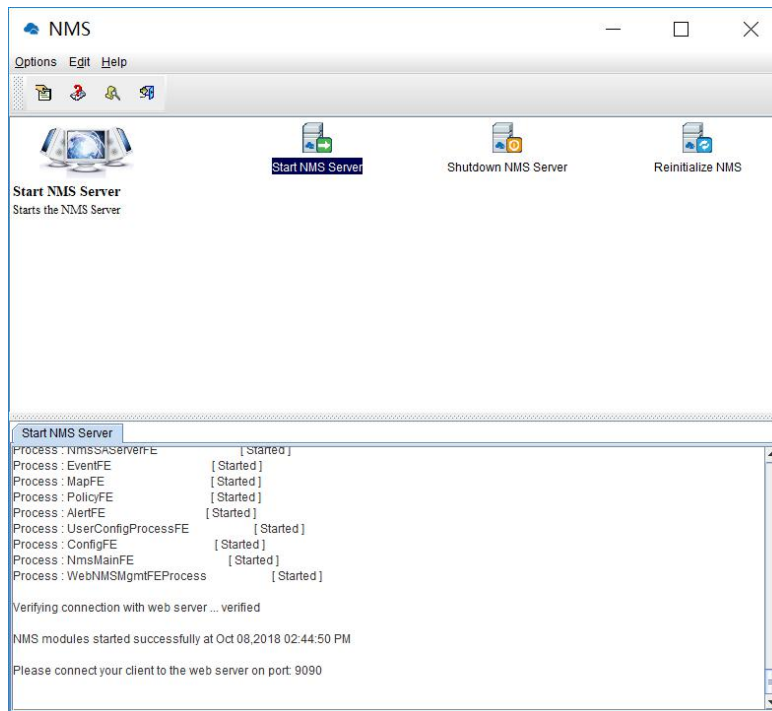 NMS
Options Edit Help
Start NMS Server Shutdown NMS Server Reinitialize NMS
Start NMS Server
Starts the NMS Server
Start NMS Server
Process : NmsSAServerFE [ Started ]
Process : EventFE [ Started ]
Process : MapFE [ Started ]
Process : PolicyFE [ Started ]
Process : AlertFE [ Started ]
Process : UserConfigProcessFE [ Started ]
Process : ConfigFE [ Started ]
Process : NmsMainFE [ Started ]
Process : WebNMSMgmtFEProcess [ Started ]
Verifying connection with web server ... verified
NMS modules started successfully at Oct 08,2018 02:44:50 PM
Please connect your client to the web server on port: 9090